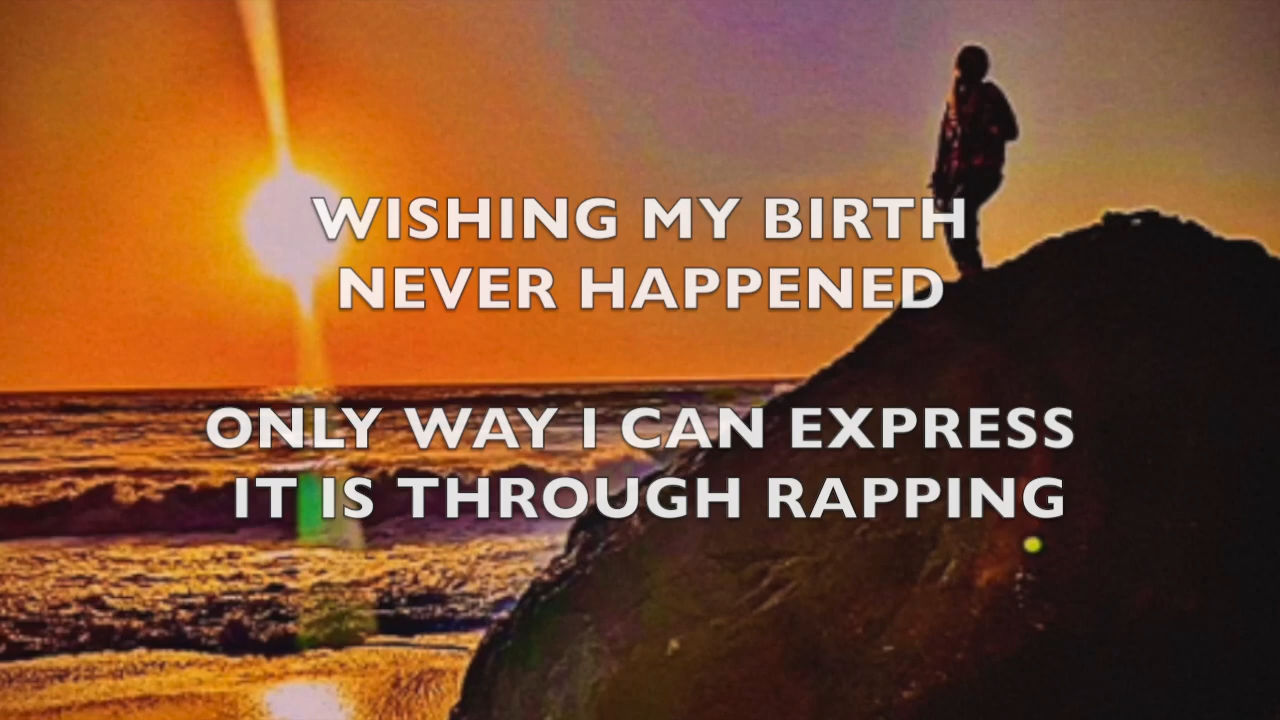 WISHING MY BIRTH
NEVER HAPPENED
ONLY WAY I CAN EXPRESS
IT IS THROUGH RAPPING